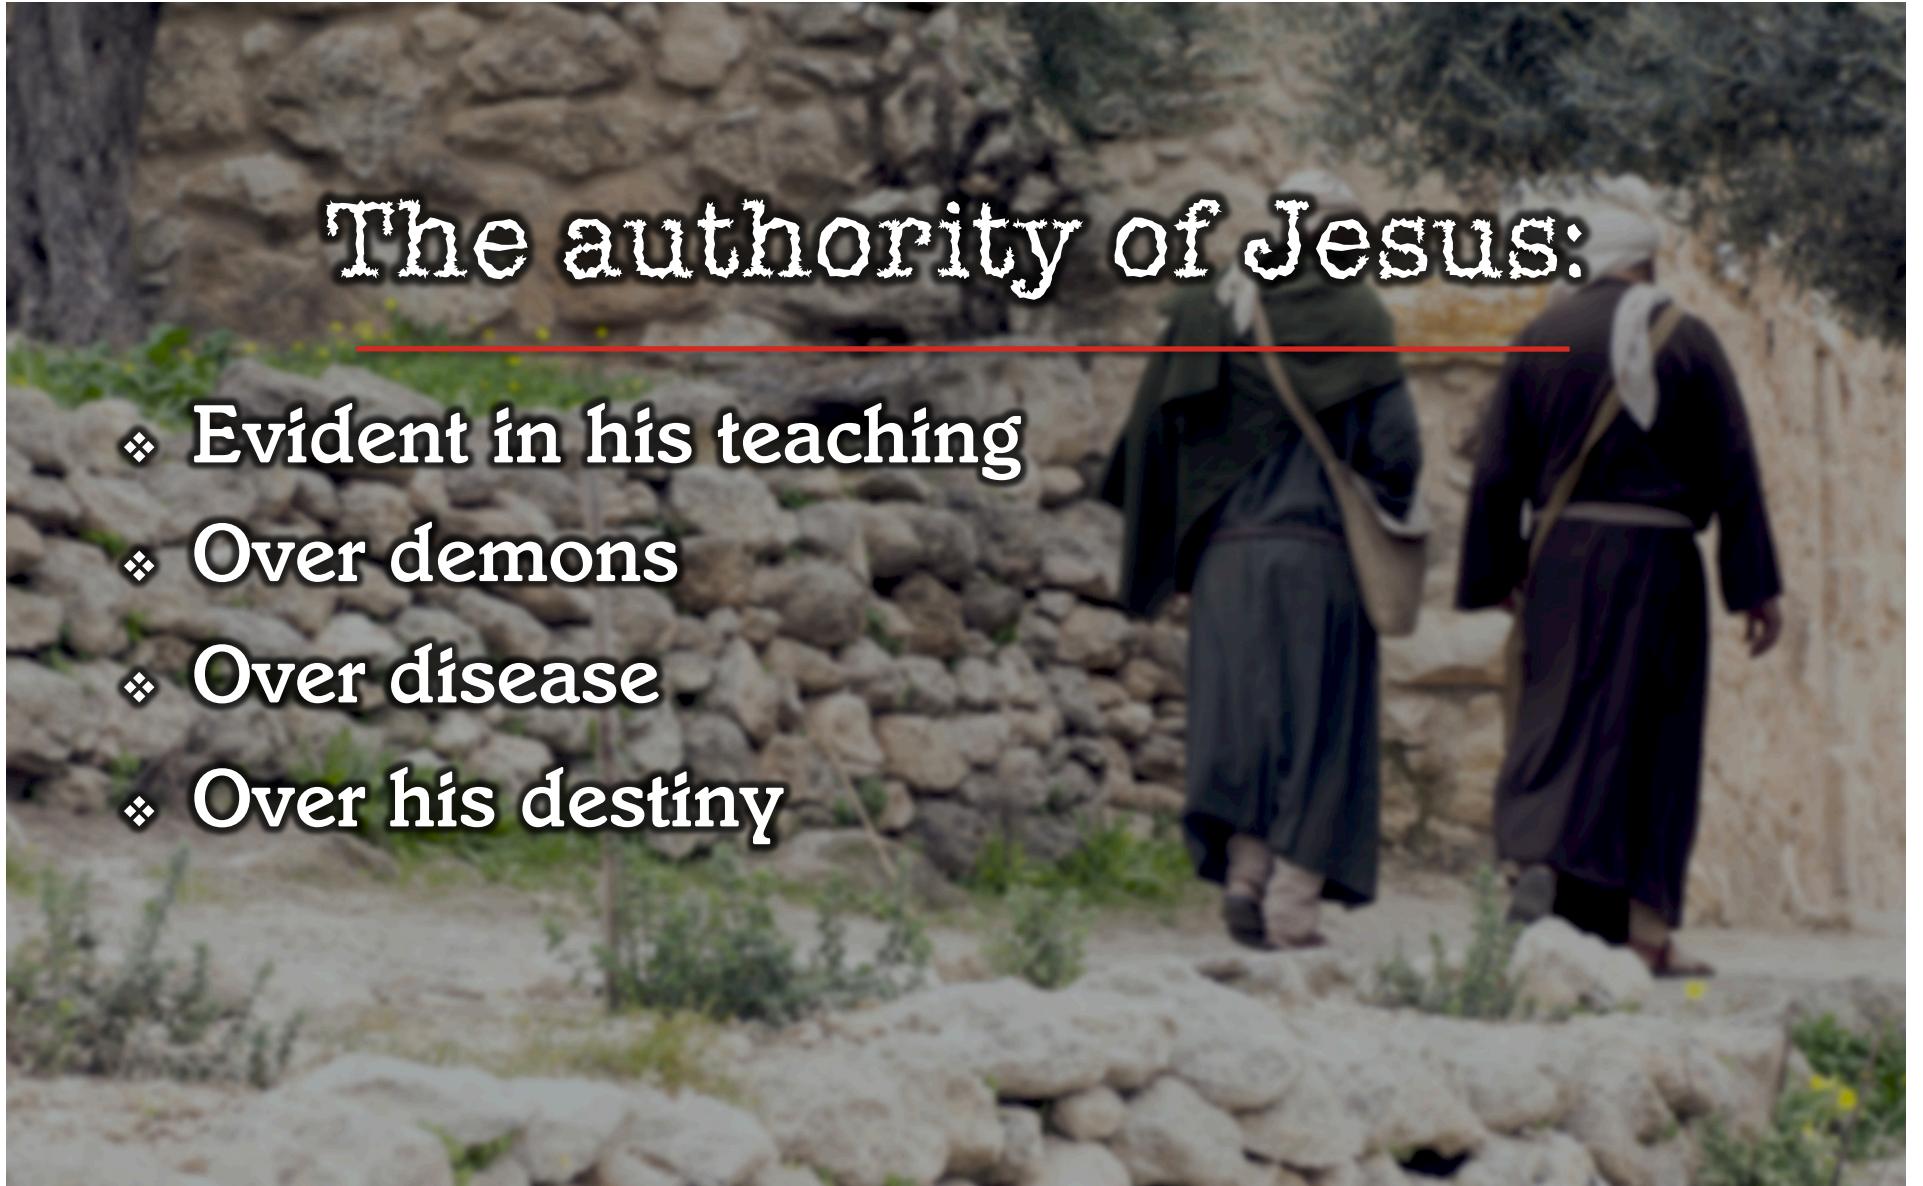 The authority of Jesus:
❖ Evident in his teaching
❖ Over demons
❖ Over disease
❖ Over his destiny